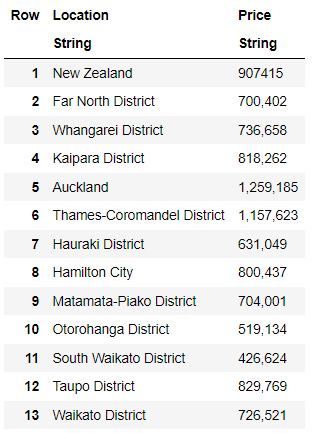 Row Location Price
String String
1 New Zealand 907415
2 Far North District 700,402
3 Whangarei District 736,658
4 Kaipara District 818,262
5 Auckland 1,259,185
6 Thames-Coromandel District 1,157,623
7 Hauraki District 631,049
8 Hamilton City 800,437
9 Matamata-Piako District 704,001
10 Otorohanga District 519,134
11 South Waikato District 426,624
12 Taupo District 829,769
13 Waikato District 726,521